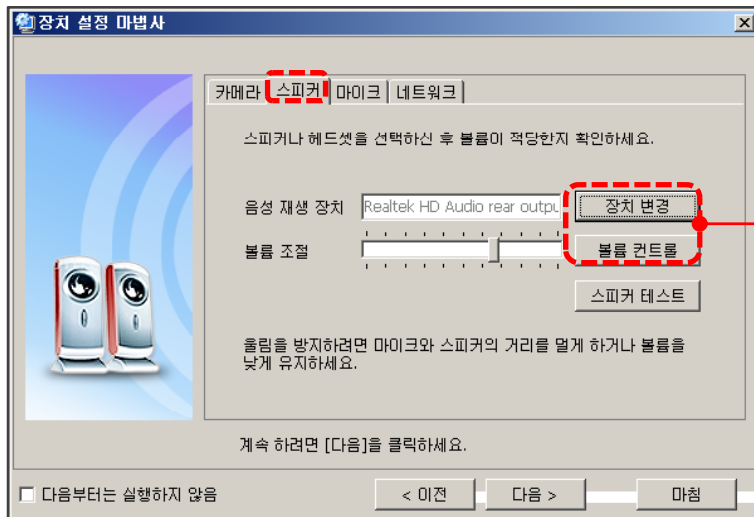 장치 설정 마법사
카메라 스피커 마이크 네트워크
스피커나 헤드셋을 선택하신 후 볼륨이 적당한지 확인하세요.
음성 재생 장치 Realtek HD Audio rear outpu 장치 변경
볼륨 조절 볼륨 컨트롤
스피커 테스트
울림을 방지하려면 마이크와 스피커의 거리를 멀게 하거나 볼륨을
낮게 유지하세요.
계속 하려면 [다음]을 클릭하세요.
다음부터는 실행하지 않음 < 이전 다음 > 마침